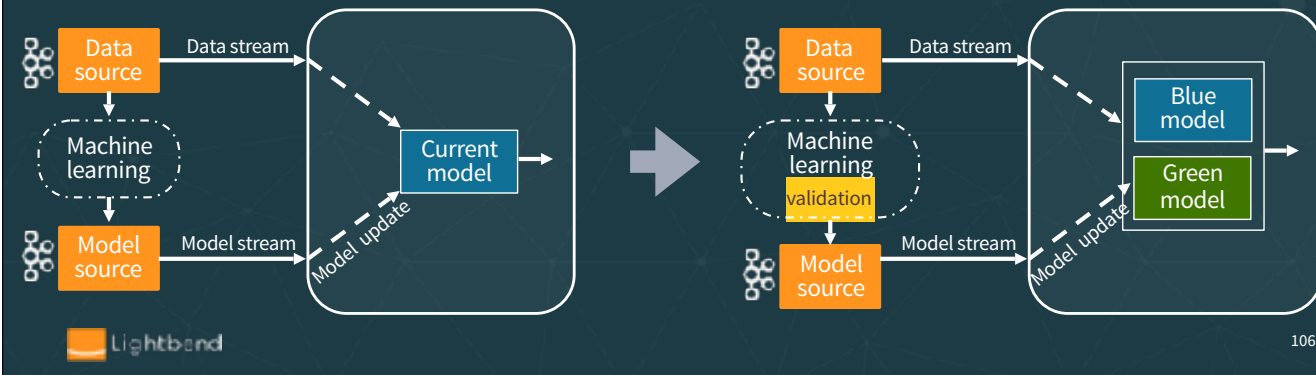 Data
source
Data stream
Machine
learning
Current
model
Model
source
Model stream
Model update
Data
source
Data stream
Machine
learning
validation
Blue
model
Green
model
Model
source
Model stream
Model update
Lightbend
106